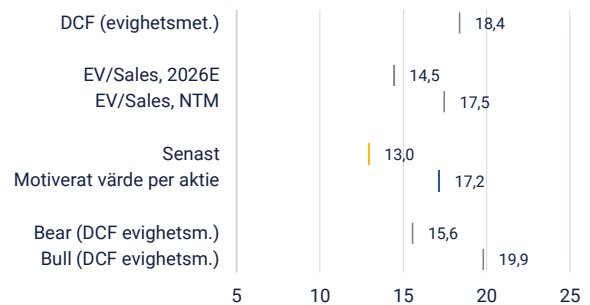 DCF (evighetsmet.) 18,4
EV/Sales, 2026E 14,5
EV/Sales, NTM 17,5
Senast 13,0
Motiverat värde per aktie 17,2
Bear (DCF evighetsm.) 15,6
Bull (DCF evighetsm.) 19,9
5 10 15 20 25